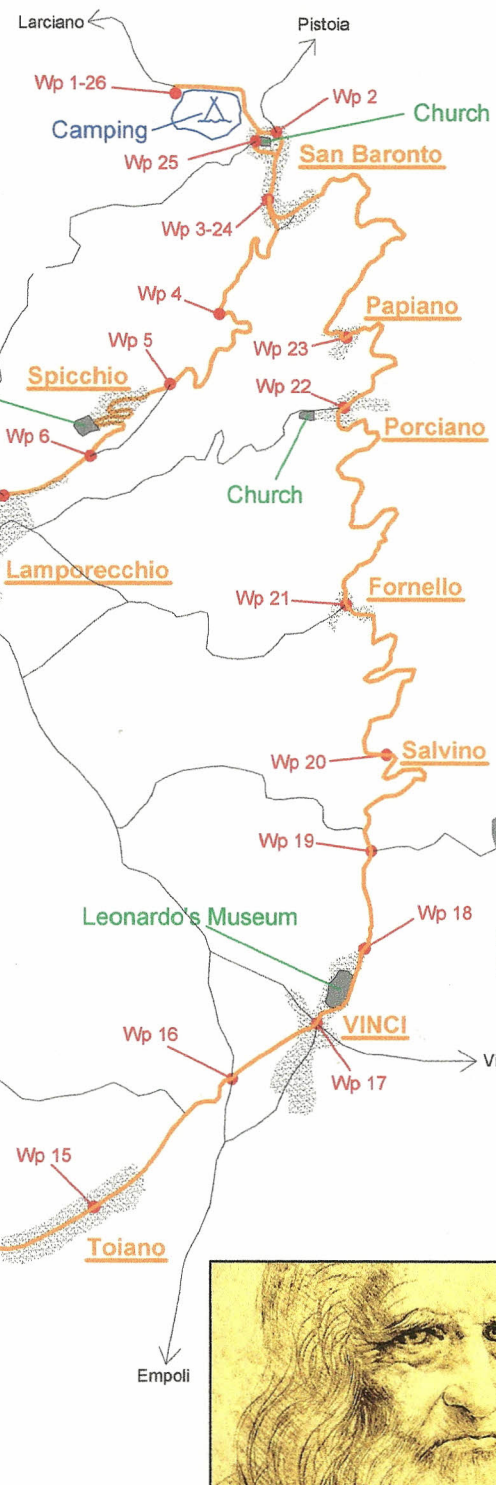 Larciano
Pistoia
Wp 1-26
Wp 2
Church
Camping
Wp 25
San Baronto
Wp 3-24
Wp 4
Papiano
Wp 5
Wp 23
Spicchio
Wp 22
Porciano
Wp 6
Church
Lamporecchio
Wp 21
Fornello
Wp 20
Salvino
Wp 19
Leonardo's Museum
Wp 18
VINCI
Wp 16
Wp 17
Wp 15
Toiano
Empoli